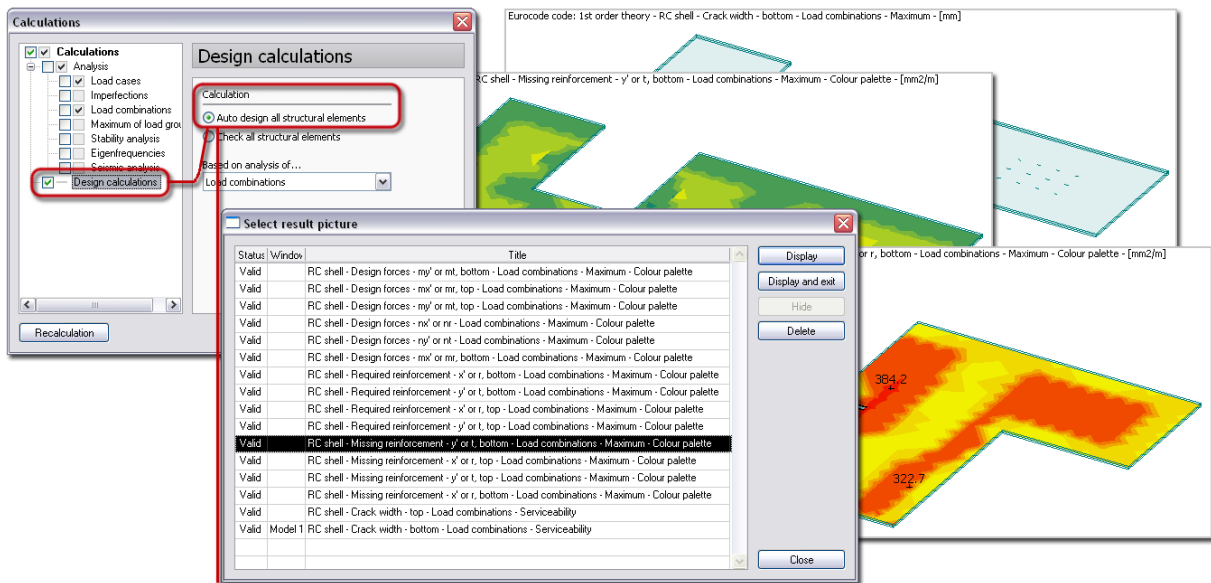 Calculations
Calculations
Analysis
Load cases
Imperfections
Load combinations
Maximum of load grou
Stability analysis
Eigenfrequencies
Seismic analysis
Design calculations
Recalculation
Design calculations
Calculation
Auto design all structural elements
Check all structural elements
Based on analysis of...
Load combinations
Eurocode code: 1st order theory - RC shell - Crack width - bottom - Load combinations - Maximum - [mm]
RC shell - Missing reinforcement - y' or t, bottom - Load combinations - Maximum - Colour palette - [mm2/m]
or r, bottom - Load combinations - Maximum - Colour palette - [mm2/m]
384.2
322.7
Select result picture
Status Window Title
Valid RC shell - Design forces - my' or mt, bottom - Load combinations - Maximum - Colour palette
Valid RC shell - Design forces - mx' or mr, top - Load combinations - Maximum - Colour palette
Valid RC shell - Design forces - my' or mt, top - Load combinations - Maximum - Colour palette
Valid RC shell - Design forces - nx' or nr - Load combinations - Maximum - Colour palette
Valid RC shell - Design forces - ny' or nt - Load combinations - Maximum - Colour palette
Valid RC shell - Design forces - mx' or mr, bottom - Load combinations - Maximum - Colour palette
Valid RC shell - Required reinforcement - x' or r, bottom - Load combinations - Maximum - Colour palette
Valid RC shell - Required reinforcement - y' or t, bottom - Load combinations - Maximum - Colour palette
Valid RC shell - Required reinforcement - x' or r, top - Load combinations - Maximum - Colour palette
Valid RC shell - Required reinforcement - y' or t, top - Load combinations - Maximum - Colour palette
Valid RC shell - Missing reinforcement - y' or t, bottom - Load combinations - Maximum - Colour palette
Valid RC shell - Missing reinforcement - x' or r, top - Load combinations - Maximum - Colour palette
Valid RC shell - Missing reinforcement - y' or t, top - Load combinations - Maximum - Colour palette
Valid RC shell - Missing reinforcement - x' or r, bottom - Load combinations - Maximum - Colour palette
Valid RC shell - Crack width - top - Load combinations - Serviceability
Valid Model 1 RC shell - Crack width - bottom - Load combinations - Serviceability
Display
Display and exit
Hide
Delete
Close